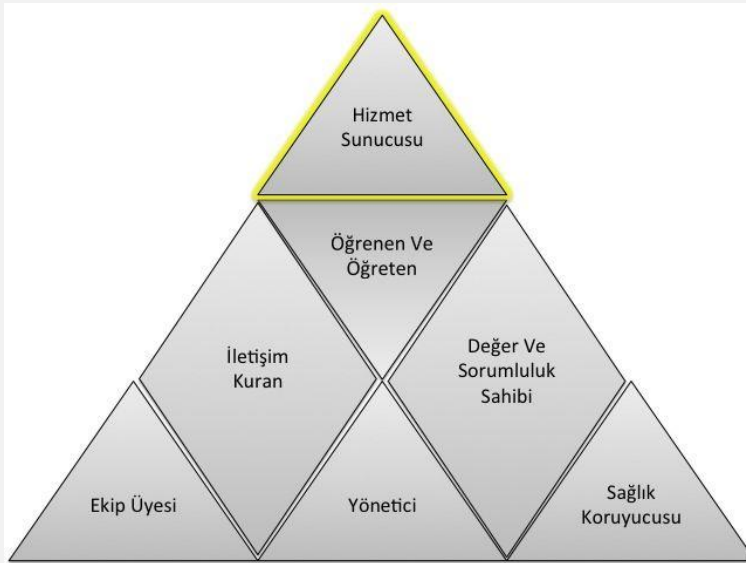 Hizmet
Sunucusu
Öğrenen Ve
Öğreten
İletişim
Kuran
Değer Ve
Sorumluluk
Sahibi
Ekip Üyesi
Yönetici
Sağlık
Koruyucusu